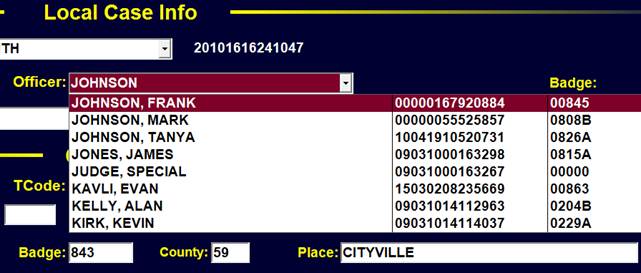 Local Case Info
TH 20101616241047
Officer: JOHNSON Badge:
JOHNSON, FRANK 00000167920884 00845
JOHNSON, MARK 00000055525857 0808B
JOHNSON, TANYA 10041910520731 0826A
JONES, JAMES 09031000163298 0815A
JUDGE, SPECIAL 09031000163267 00000
TCode: KAVLI, EVAN 15030208235669 00863
KELLY, ALAN 09031014112963 0204B
KIRK, KEVIN 09031014114037 0229A
Badge: 843 County: 59 Place: CITYVILLE